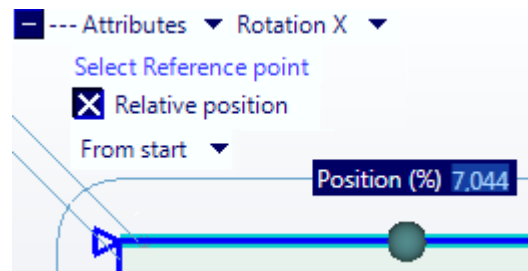 --- Attributes Rotation X
Select Reference point
Relative position
From start
Position (%) 7,044